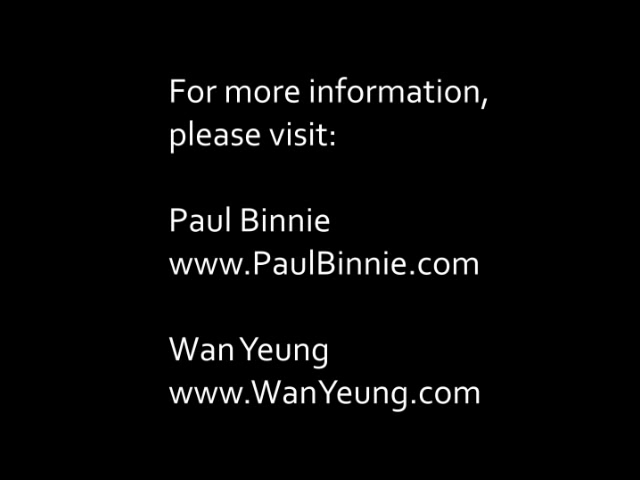 For more information,
please visit:
Paul Binnie
www.PaulBinnie.com
Wan Yeung
www.WanYeung.com